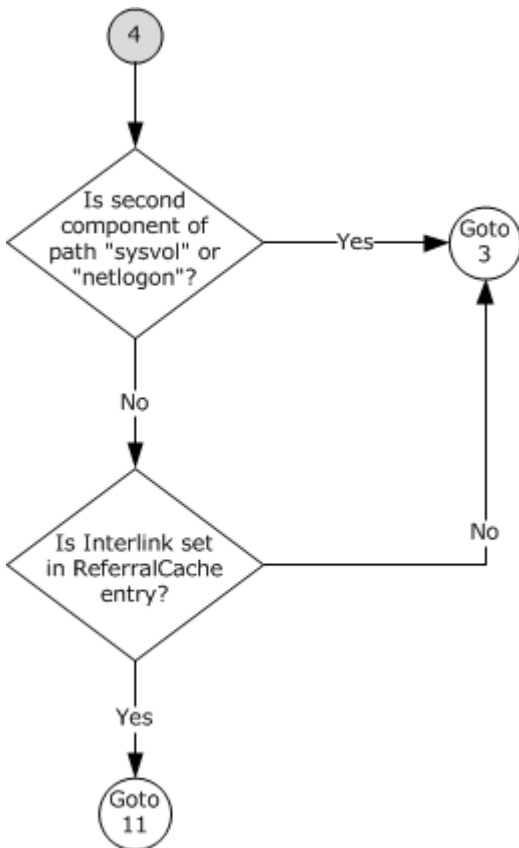 4
Is second
component of
path "sysvol" or
"netlogon"?
Yes
Goto
3
No
Is Interlink set
in ReferralCache
entry?
No
Yes
Goto
11